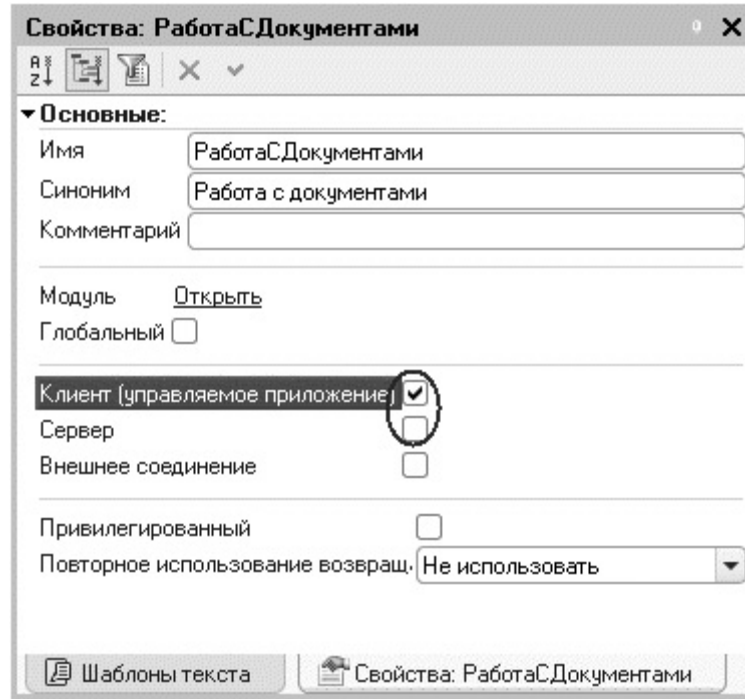 Свойства: РаботаСДокументами
Основные:
Имя РаботаСДокументами
Синоним Работа с документами
Комментарий
Модуль Открыть
Глобальный
Клиент (управляемое приложение)
Сервер
Внешнее соединение
Привилегированный
Повторное использование возвращ. Не использовать
Шаблоны текста Свойства: РаботаСДокументами